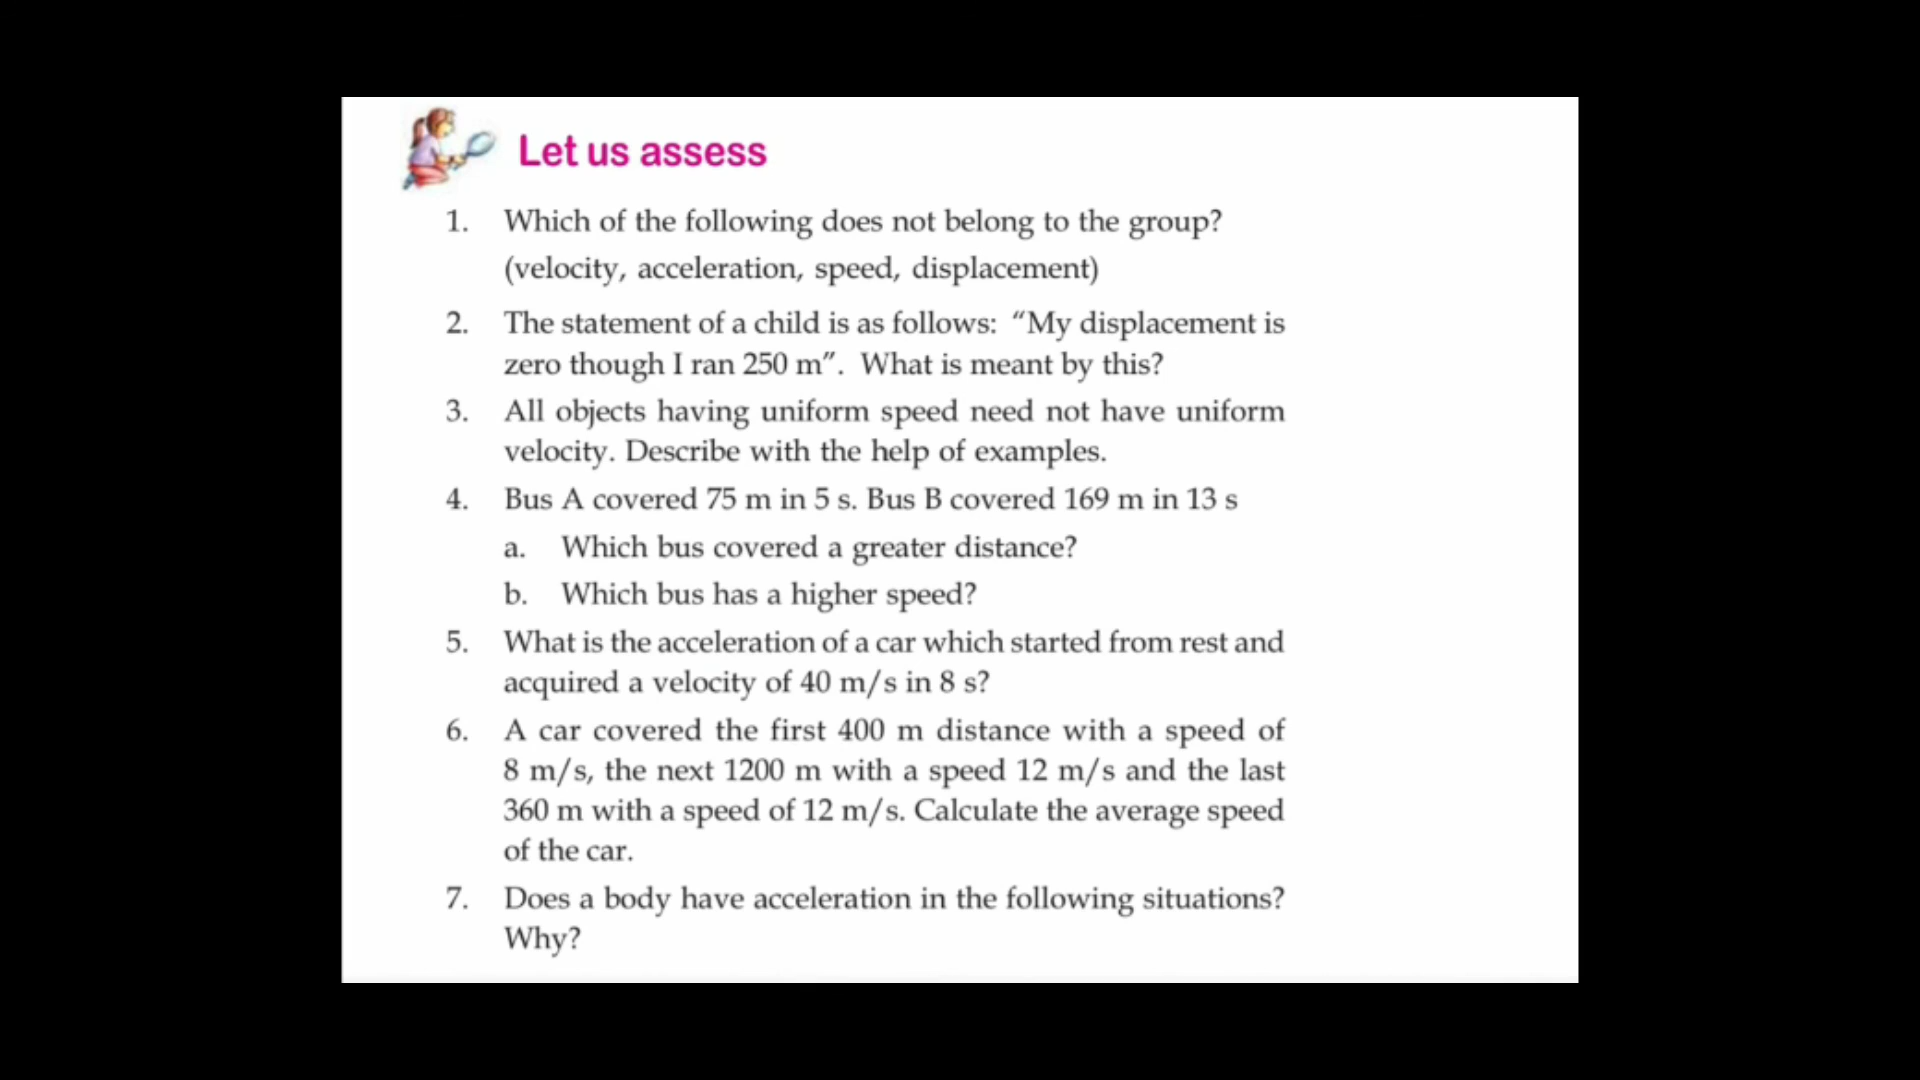 Let us assess
1. Which of the following does not belong to the group?
(velocity, acceleration, speed, displacement)
2. The statement of a child is as follows: “My displacement is
zero though I ran 250 m”. What is meant by this?
3. All objects having uniform speed need not have uniform
velocity. Describe with the help of examples.
4. Bus A covered 75 m in 5 s. Bus B covered 169 m in 13 s
a. Which bus covered a greater distance?
b. Which bus has a higher speed?
5. What is the acceleration of a car which started from rest and
acquired a velocity of 40 m/s in 8 s?
6. A car covered the first 400 m distance with a speed of
8 m/s, the next 1200 m with a speed 12 m/s and the last
360 m with a speed of 12 m/s. Calculate the average speed
of the car.
7. Does a body have acceleration in the following situations?
Why?